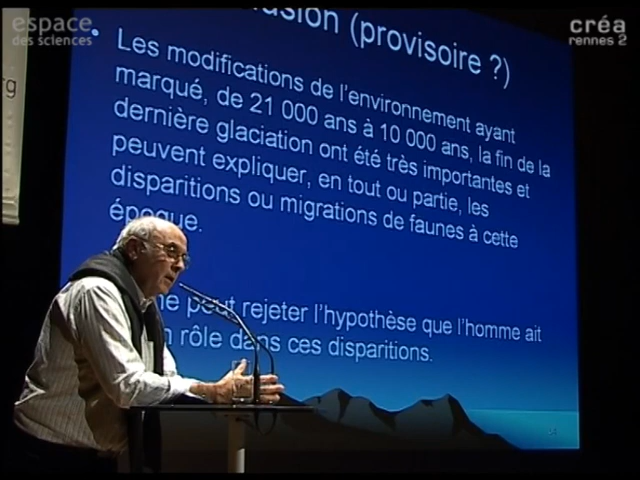 espace
des sciences
créa
rennes 2
rg
usion (provisoire ?)
• Les modifications de l'environnement ayant
marqué, de 21 000 ans à 10 000 ans, la fin de la
dernière glaciation ont été très importantes et
peuvent expliquer, en tout ou partie, les
disparitions ou migrations de faunes à cette
époque.
ne peut rejeter l'hypothèse que l'homme ait
rôle dans ces disparitions.